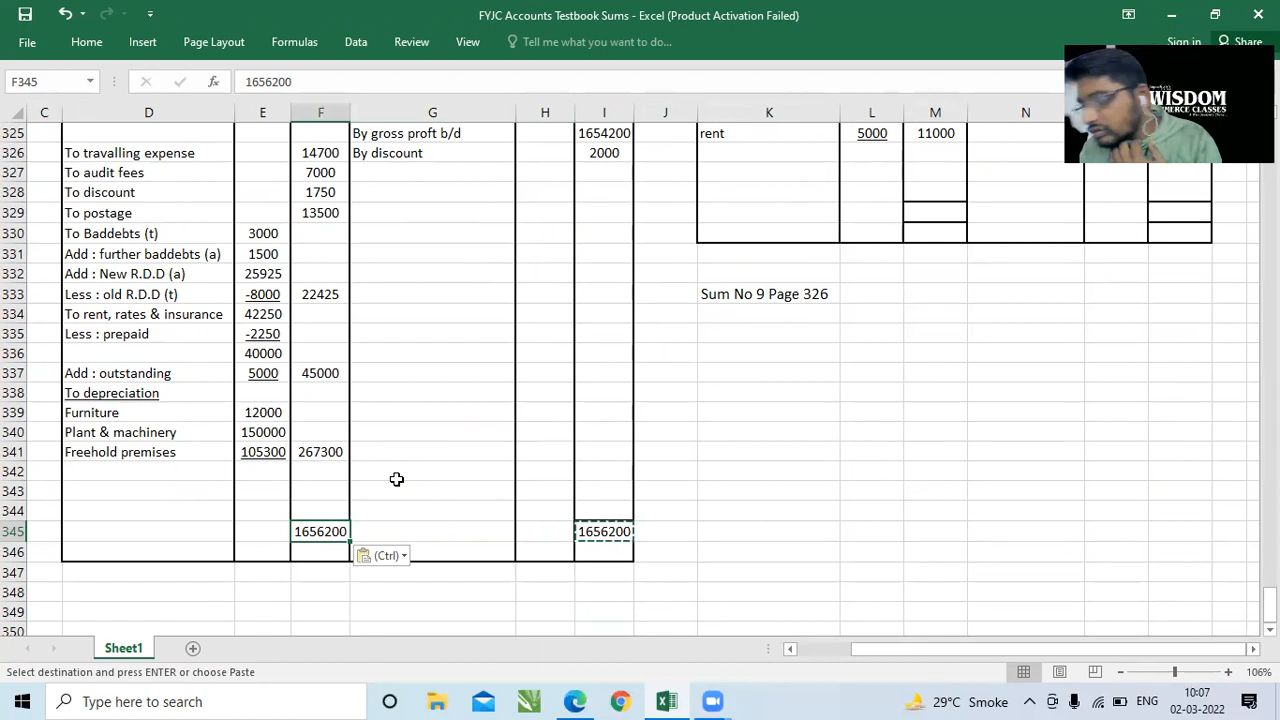 FYJC Accounts Testbook Sums - Excel (Product Activation Failed)
File Home Insert Page Layout Formulas Data Review View Tell me what you want to do... Sign in Share
F345 fx 1656200
WISDOM
C D E F G H I J K L M N O P
325 By gross proft b/d 1654200 rent 5000 11000
326 To travalling expense 14700 By discount 2000
327 To audit fees 7000
328 To discount 1750
329 To postage 13500
330 To Baddebts (t) 3000
331 Add : further baddebts (a) 1500
332 Add : New R.D.D (a) 25925
333 Less : old R.D.D (t) -8000 22425 Sum No 9 Page 326
334 To rent, rates & insurance 42250
335 Less : prepaid -2250
336 40000
337 Add : outstanding 5000 45000
338 To depreciation
339 Furniture 12000
340 Plant & machinery 150000
341 Freehold premises 105300 267300
342
343
344
345 1656200 1656200
346 (Ctrl)
347
348
349
350
Sheet1
Select destination and press ENTER or choose Paste 106%
Type here to search 29°C Smoke ENG 10:07
02-03-2022